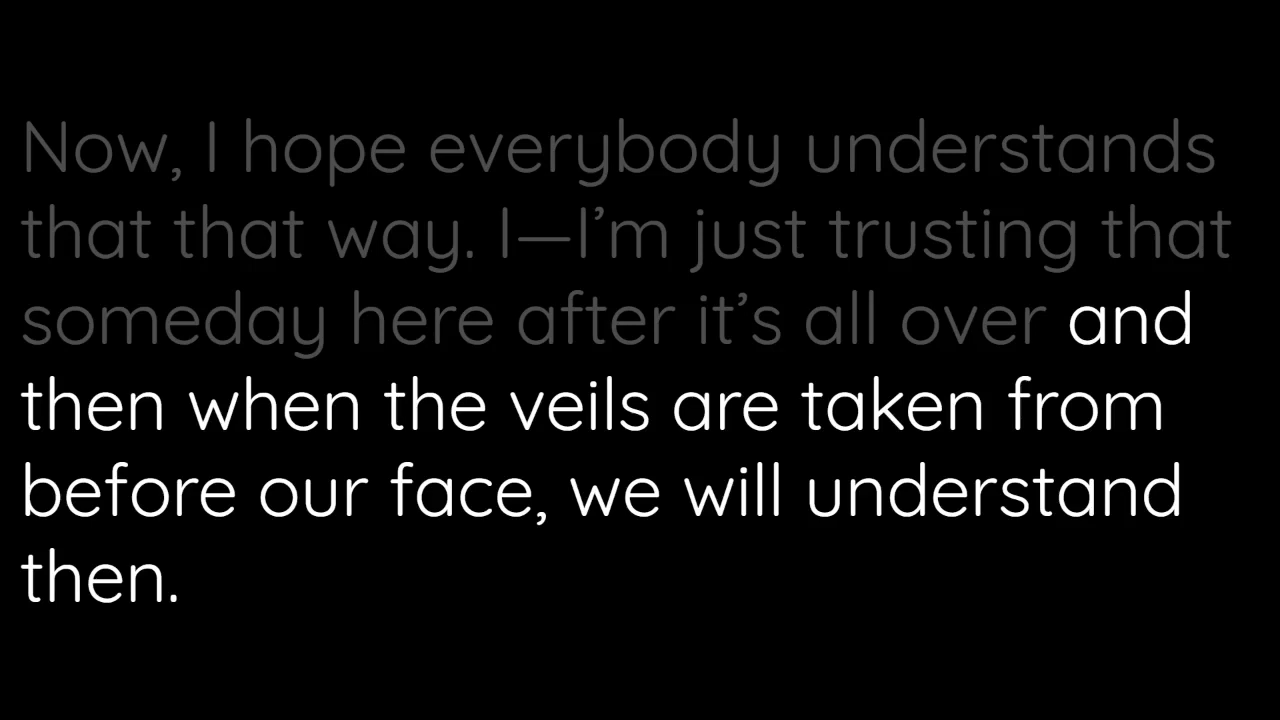 Now, I hope everybody understands
that that way. I—I’m just trusting that
someday here after it’s all over and
then when the veils are taken from
before our face, we will understand
then.